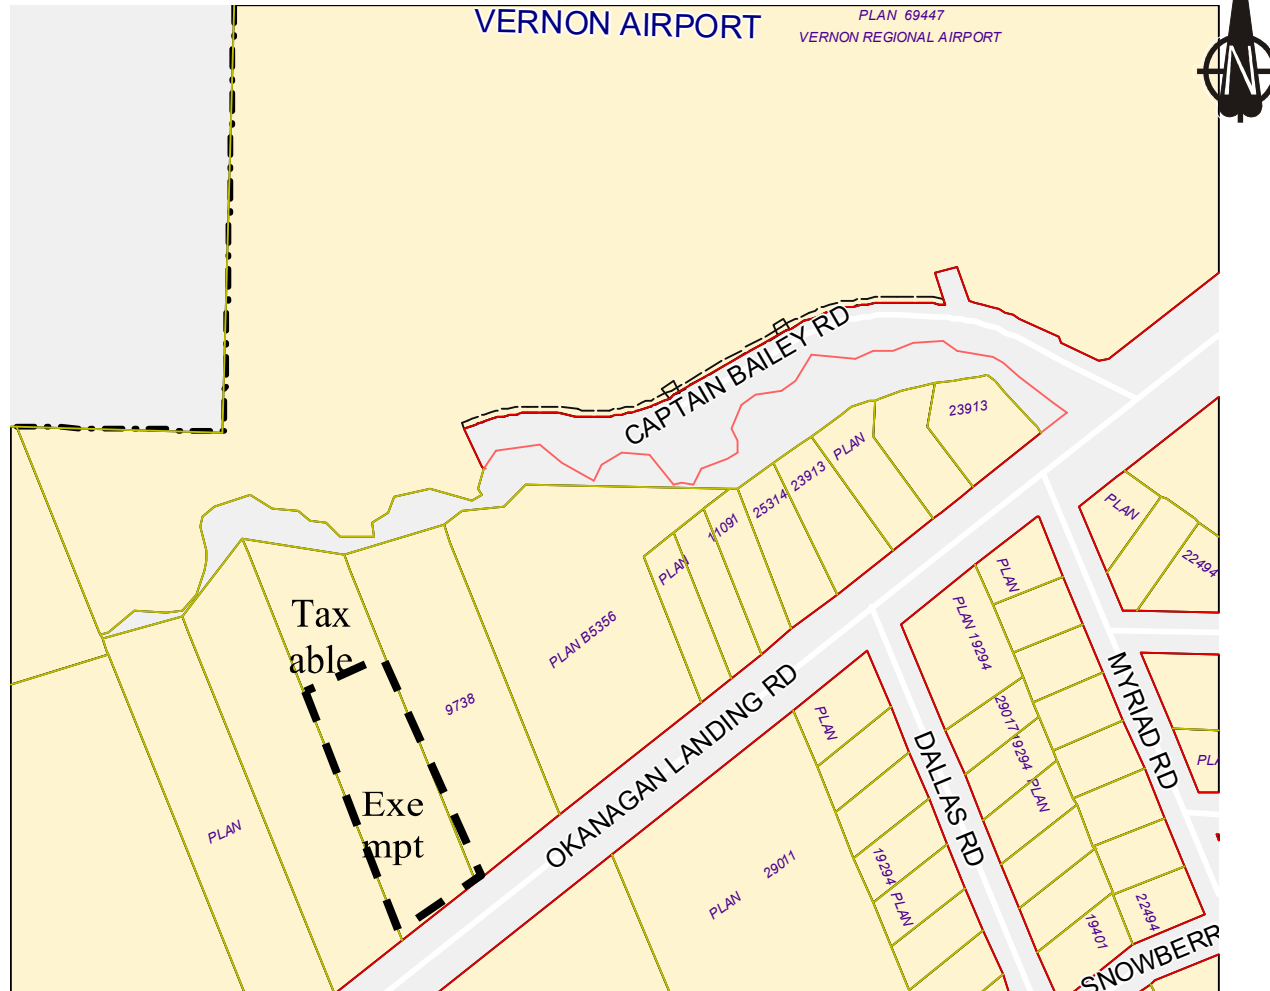 VERNON AIRPORT
PLAN 69447
VERNON REGIONAL AIRPORT
N
CAPTAIN BAILEY RD
23913
PLAN
23913
25314
11091
PLAN
PLAN
22494
PLAN
PLAN 19294
PLAN B5356
Tax
able
9738
OKANAGAN LANDING RD
MYRIAD RD
PLAN
29017
19294
PLAN
DALLAS RD
PLA
Exe
mpt
PLAN
29011
PLAN
19294
PLAN
22494
19401
SNOWBERR